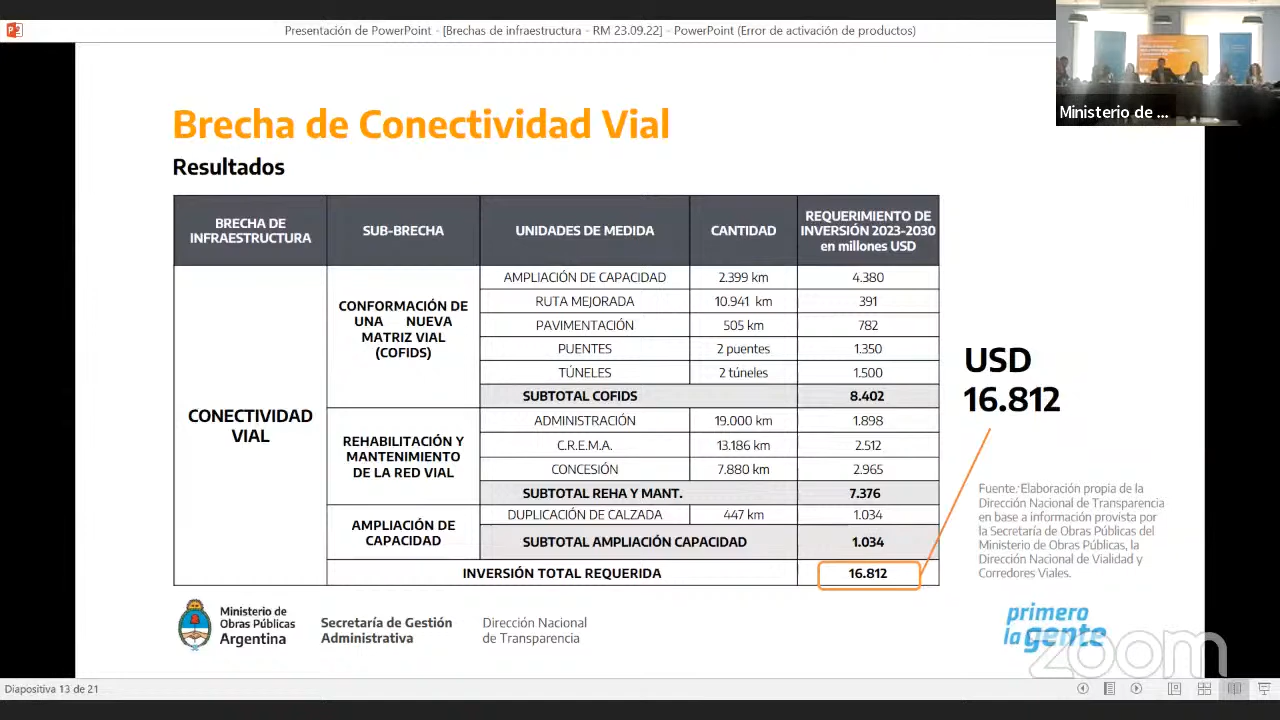 Presentación de PowerPoint - [Brechas de infraestructura - RM 23.09.22] - PowerPoint (Error de activación de productos)
Ministerio de ...
Brecha de Conectividad Vial
Resultados
BRECHA DE
INFRAESTRUCTURA
SUB-BRECHA
UNIDADES DE MEDIDA
CANTIDAD
REQUERIMIENTO DE
INVERSIÓN 2023-2030
en millones USD
CONECTIVIDAD
VIAL
CONFORMACIÓN DE
UNA NUEVA
MATRIZ VIAL
(COFIDS)
AMPLIACIÓN DE CAPACIDAD 2.399 km 4.380
RUTA MEJORADA 10.941 km 391
PAVIMENTACIÓN 505 km 782
PUENTES 2 puentes 1.350
TÚNELES 2 túneles 1.500
SUBTOTAL COFIDS 8.402
REHABILITACIÓN Y
MANTENIMIENTO
DE LA RED VIAL
ADMINISTRACIÓN 19.000 km 1.898
C.R.E.M.A. 13.186 km 2.512
CONCESIÓN 7.880 km 2.965
SUBTOTAL REHA Y MANT. 7.376
AMPLIACIÓN DE
CAPACIDAD
DUPLICACIÓN DE CALZADA 447 km 1.034
SUBTOTAL AMPLIACIÓN CAPACIDAD 1.034
INVERSIÓN TOTAL REQUERIDA 16.812
USD
16.812
Fuente: Elaboración propia de la
Dirección Nacional de Transparencia
en base a información provista por
la Secretaría de Obras Públicas del
Ministerio de Obras Públicas, la
Dirección Nacional de Vialidad y
Corredores Viales.
Ministerio de
Obras Públicas
Argentina
Secretaría de Gestión
Administrativa
Dirección Nacional
de Transparencia
primero
la gente
zoom
Diapositiva 13 de 21